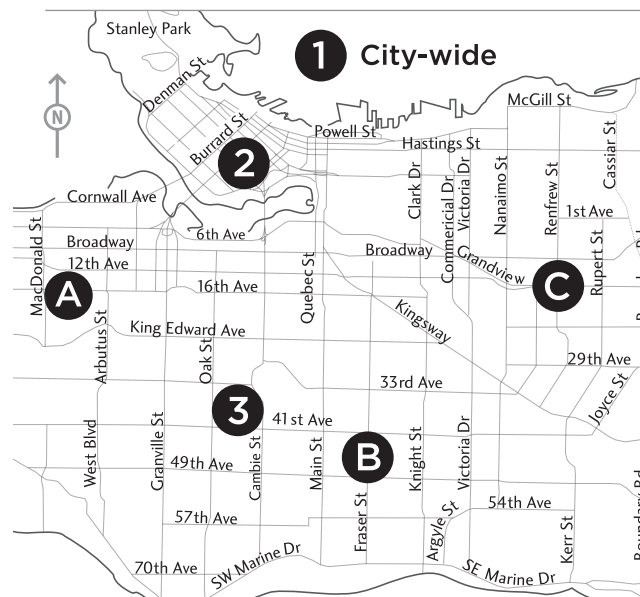 Stanley Park
1 City-wide
Denman St
McGill St
Burrard St
Powell St
Hastings St
Cassiar St
2
Cornwall Ave
Clark Dr
Commercial Dr
Victoria Dr
Nanaimo St
Renfrew St
1st Ave
MacDonald St
Broadway
6th Ave
Broadway
Grandview
Rupert St
12th Ave
Quebec St
N
A
16th Ave
C
Kingsway
King Edward Ave
Arbutus St
Oak St
29th Ave
33rd Ave
Joyce St
3
41st Ave
West Blvd
Granville St
49th Ave
Cambie St
Main St
B
Knight St
Victoria Dr
54th Ave
57th Ave
Fraser St
Argyle St
Kerr St
Boundary Rd
70th Ave
SW Marine Dr
SE Marine Dr